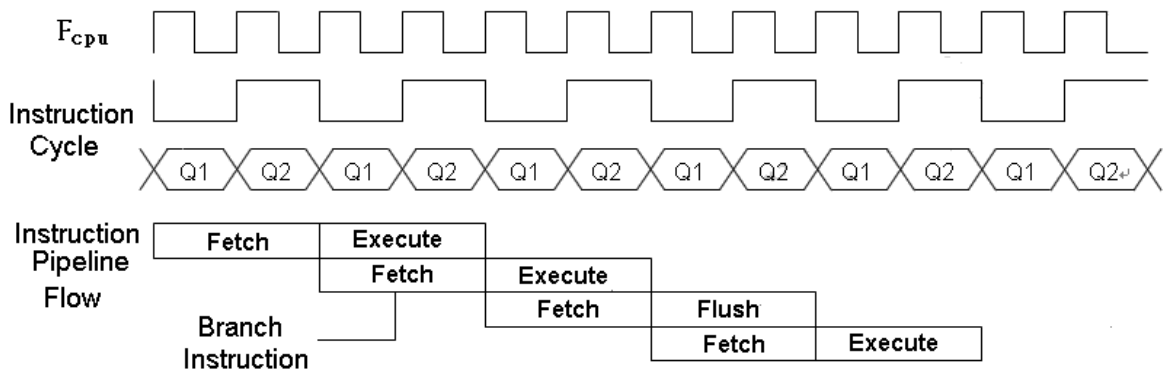 Fcpu
Instruction
Cycle
Q1 Q2 Q1 Q2 Q1 Q2 Q1 Q2 Q1 Q2 Q1 Q2↵
Instruction
Pipeline
Flow
Fetch Execute
Fetch Execute
Fetch Flush
Fetch Execute
Branch
Instruction